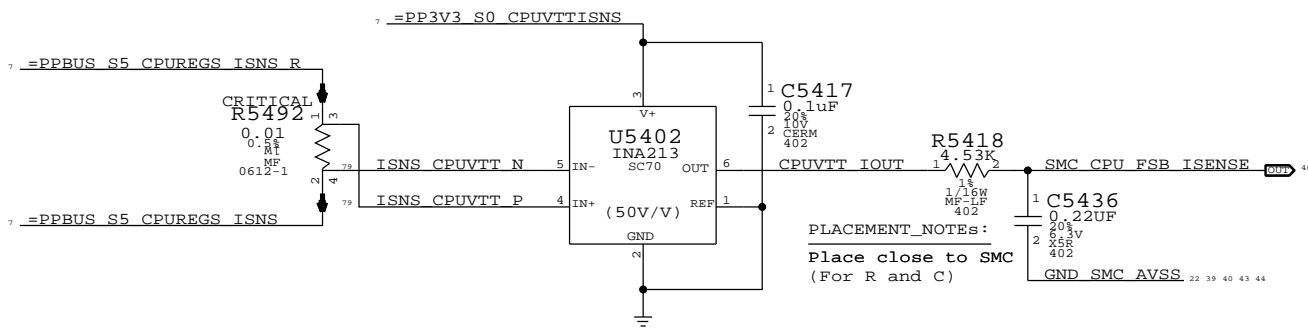 7 =PP3V3_S0_CPUVTTISNS
7 =PPBUS_S5_CPUREGS_ISNS_R
CRITICAL
R5492
0.01
0.5%
MF
0612-1
1 3
2 4
7 =PPBUS_S5_CPUREGS_ISNS
79 ISNS_CPUVTT_N
79 ISNS_CPUVTT_P
3
V+
U5402
INA213
SC70
5 IN-
4 IN+
OUT 6
REF 1
(50V/V)
GND
2
1 C5417
0.1uF
20%
10V
2 CERM
402
CPUVTT_IOUT
R5418
1 4.53K 2
1%
1/16W
MF-LF
402
SMC_CPU_FSB_ISENSE
OUT
1 C5436
0.22UF
20%
6.3V
2 X5R
402
GND_SMC_AVSS 22 39 40 43 44
PLACEMENT_NOTEs:
Place close to SMC
(For R and C)